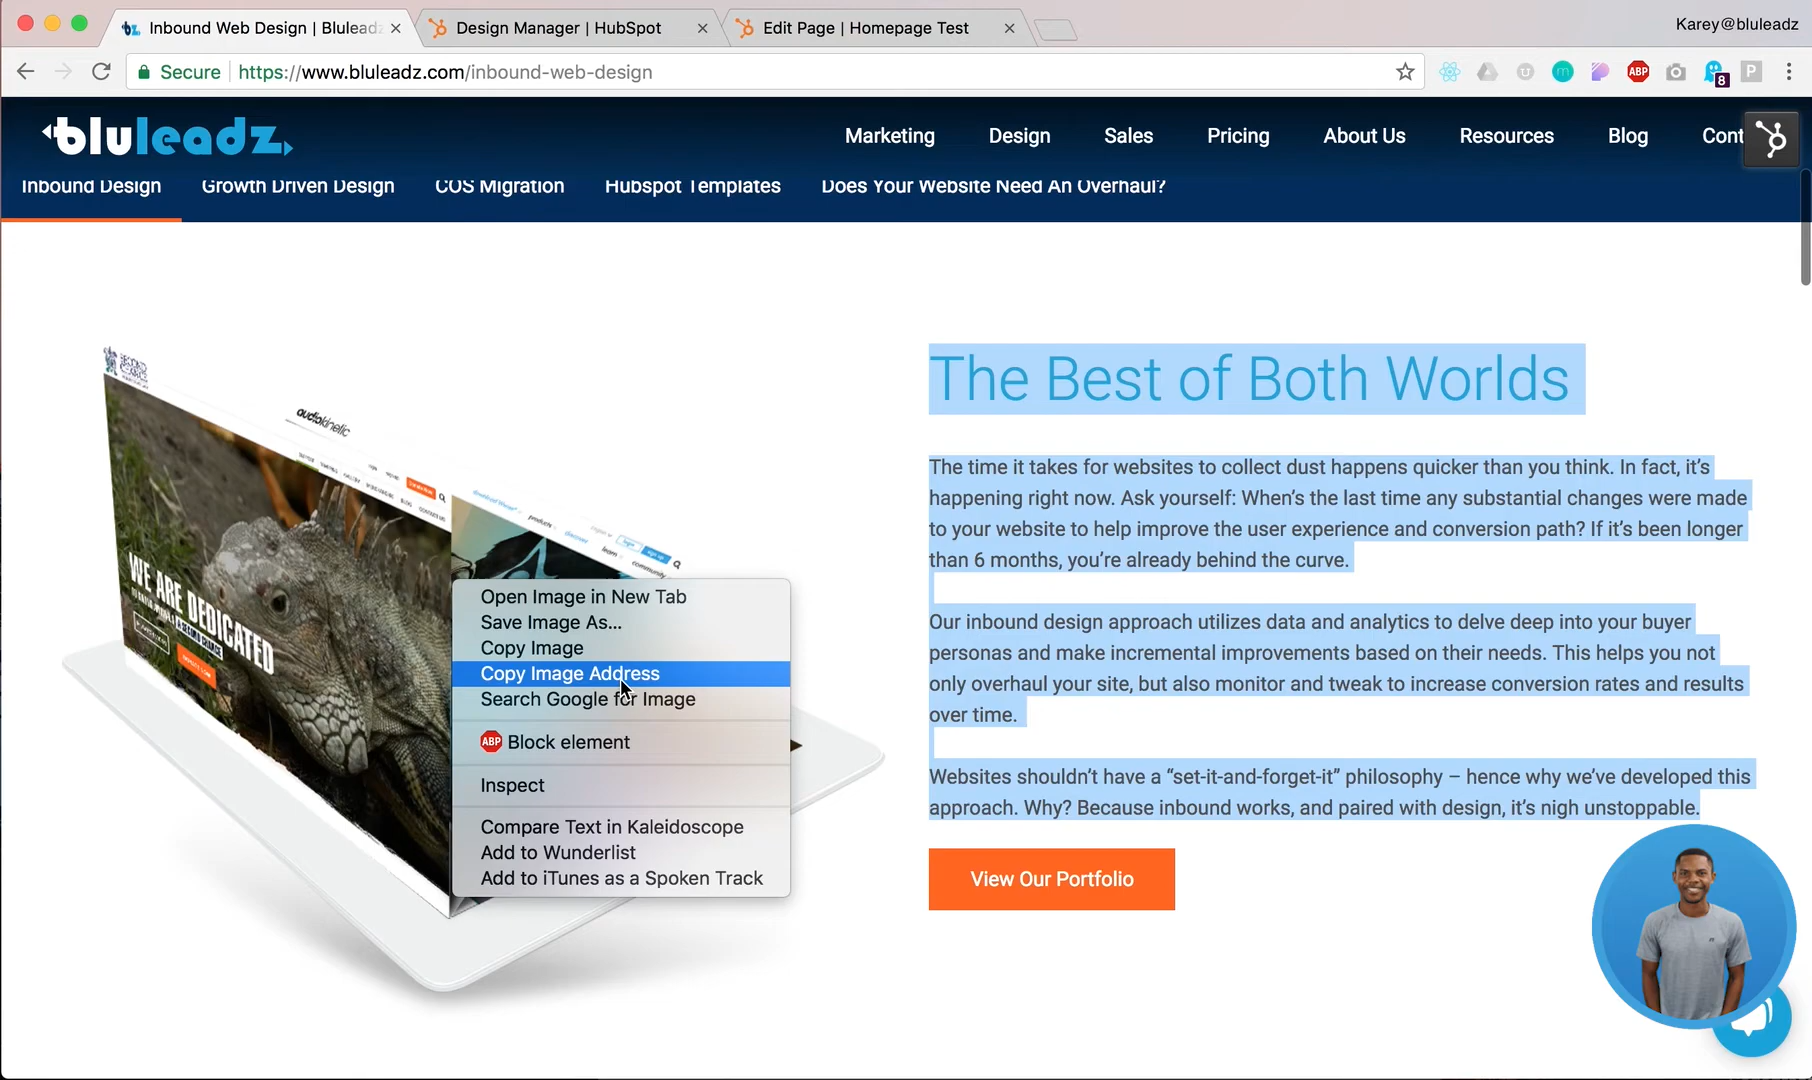 Inbound Web Design | Bluleadz
Design Manager | HubSpot
Edit Page | Homepage Test
Karey@bluleadz
Secure
https://www.bluleadz.com/inbound-web-design
ABP
8
P
bluleadz
Marketing
Design
Sales
Pricing
About Us
Resources
Blog
Cont
Inbound Design
Growth Driven Design
COS Migration
Hubspot Templates
Does Your Website Need An Overhaul?
audiokinetic
WE ARE DEDICATED
The Best of Both Worlds
The time it takes for websites to collect dust happens quicker than you think. In fact, it’s
happening right now. Ask yourself: When’s the last time any substantial changes were made
to your website to help improve the user experience and conversion path? If it’s been longer
than 6 months, you’re already behind the curve.
Our inbound design approach utilizes data and analytics to delve deep into your buyer
personas and make incremental improvements based on their needs. This helps you not
only overhaul your site, but also monitor and tweak to increase conversion rates and results
over time.
Websites shouldn’t have a “set-it-and-forget-it” philosophy – hence why we’ve developed this
approach. Why? Because inbound works, and paired with design, it’s nigh unstoppable.
View Our Portfolio
Open Image in New Tab
Save Image As...
Copy Image
Copy Image Address
Search Google for Image
ABP Block element
Inspect
Compare Text in Kaleidoscope
Add to Wunderlist
Add to iTunes as a Spoken Track